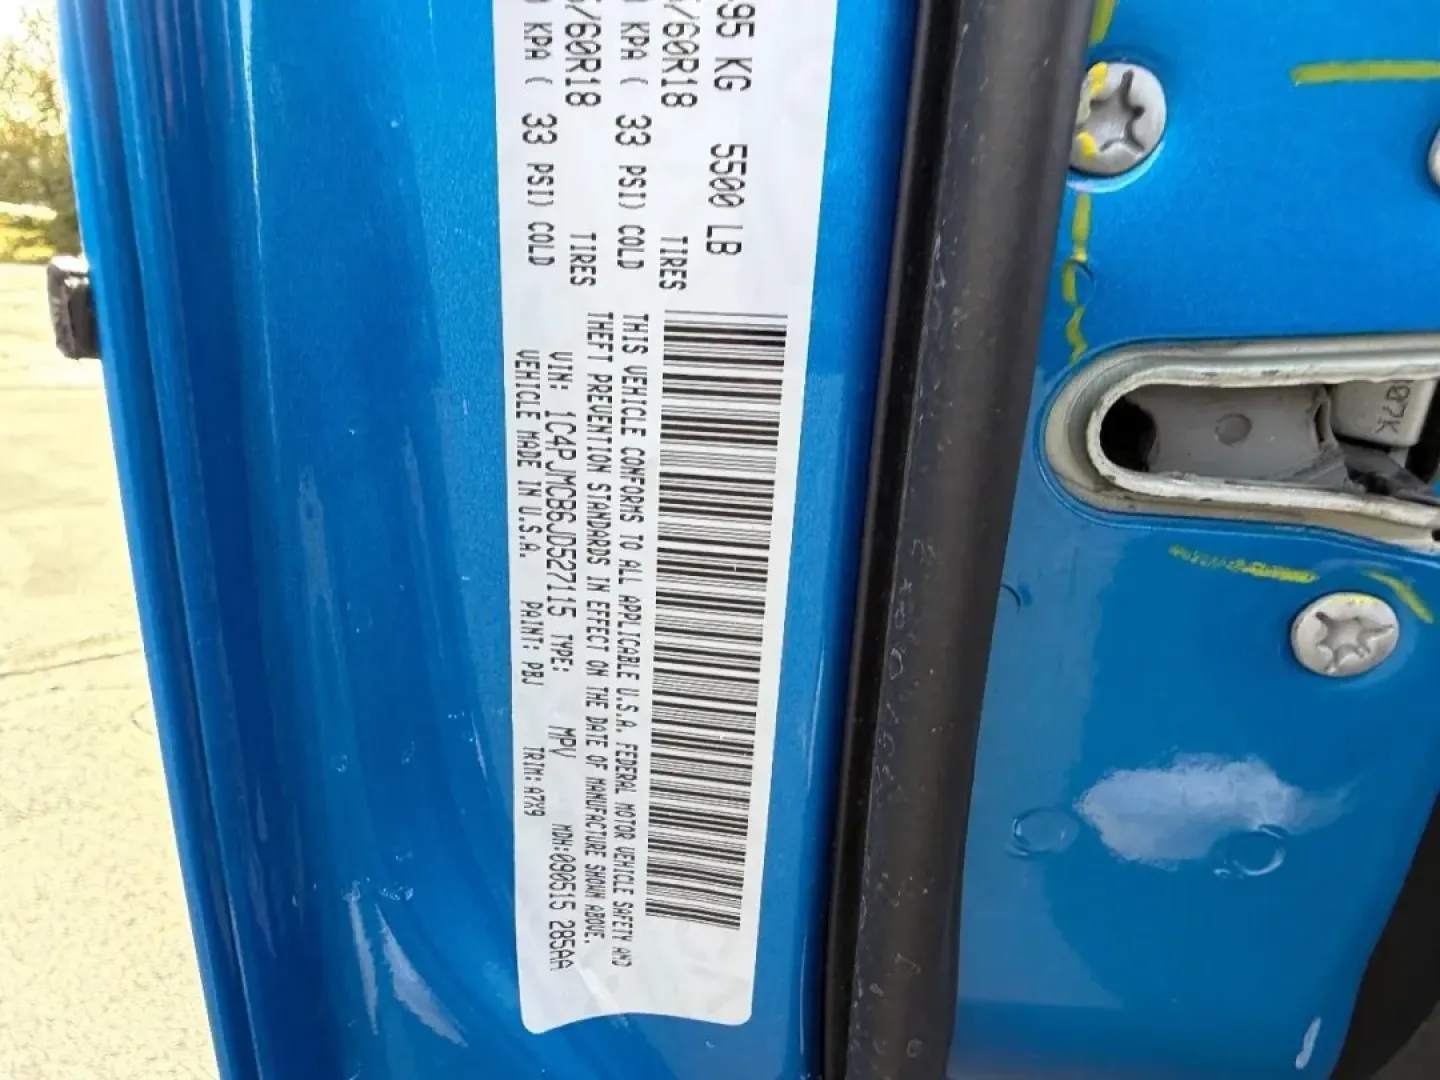 95 KG 5500 LB
/60R18 TIRES
KPA ( 33 PSI) COLD
/60R18 TIRES
KPA ( 33 PSI) COLD
THIS VEHICLE CONFORMS TO ALL APPLICABLE U.S.A. FEDERAL MOTOR VEHICLE SAFETY AND
THEFT PREVENTION STANDARDS IN EFFECT ON THE DATE OF MANUFACTURE SHOWN ABOVE.
VIN: 1C4PJMCB6JD527115 TYPE: MPV MDH:090515 285AA
VEHICLE MADE IN U.S.A. PAINT: PBJ TRIM: A7X9
07K